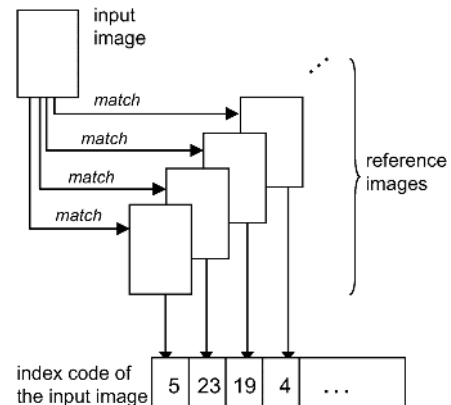 input
image
match
match
match
match
reference
images
index code of
the input image
5 23 19 4 ...